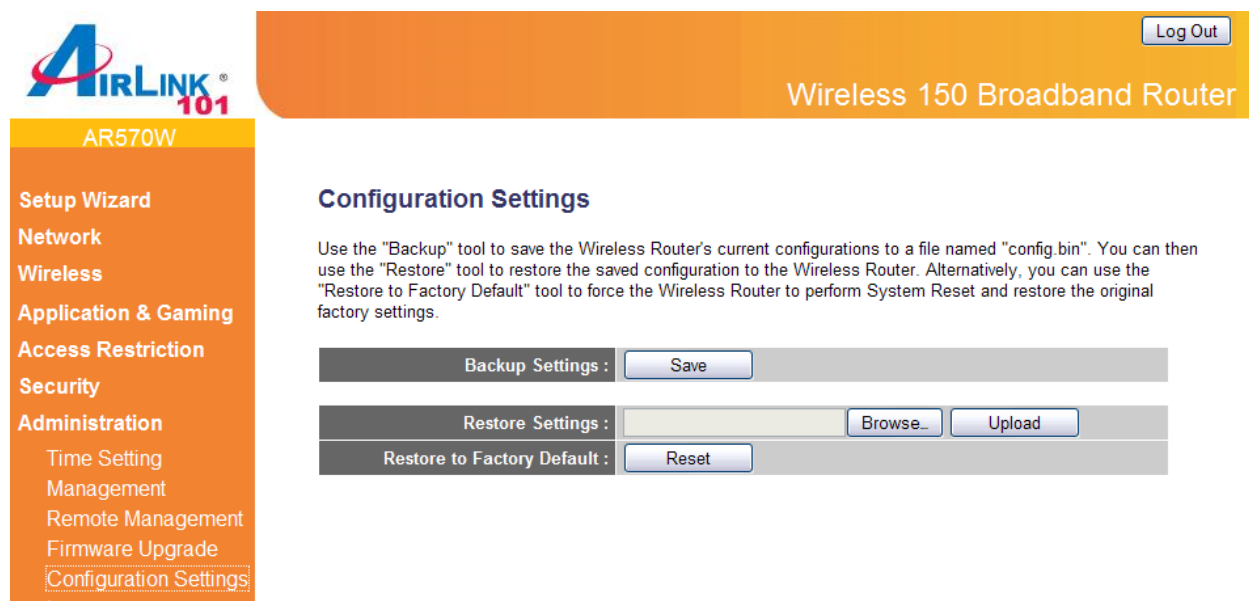 AIRLINK ®
101
Log Out
Wireless 150 Broadband Router
AR570W
Setup Wizard
Network
Wireless
Application & Gaming
Access Restriction
Security
Administration
Time Setting
Management
Remote Management
Firmware Upgrade
Configuration Settings
Configuration Settings
Use the "Backup" tool to save the Wireless Router's current configurations to a file named "config.bin". You can then
use the "Restore" tool to restore the saved configuration to the Wireless Router. Alternatively, you can use the
"Restore to Factory Default" tool to force the Wireless Router to perform System Reset and restore the original
factory settings.
Backup Settings : Save
Restore Settings : Browse... Upload
Restore to Factory Default : Reset